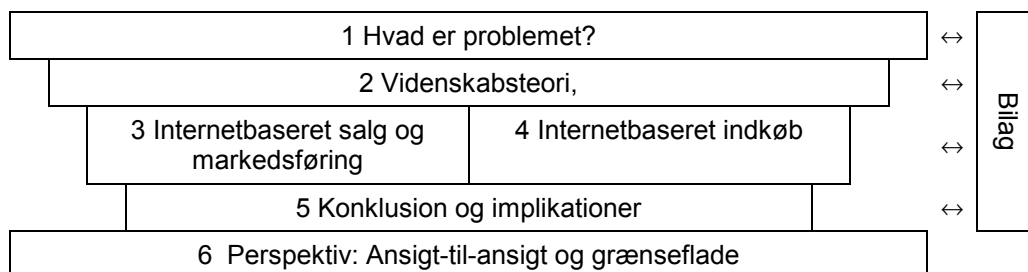 1 Hvad er problemet?
↔
2 Videnskabsteori,
↔
3 Internetbaseret salg og
markedsføring
4 Internetbaseret indkøb
↔
5 Konklusion og implikationer
↔
6 Perspektiv: Ansigt-til-ansigt og grænseflade
Bilag